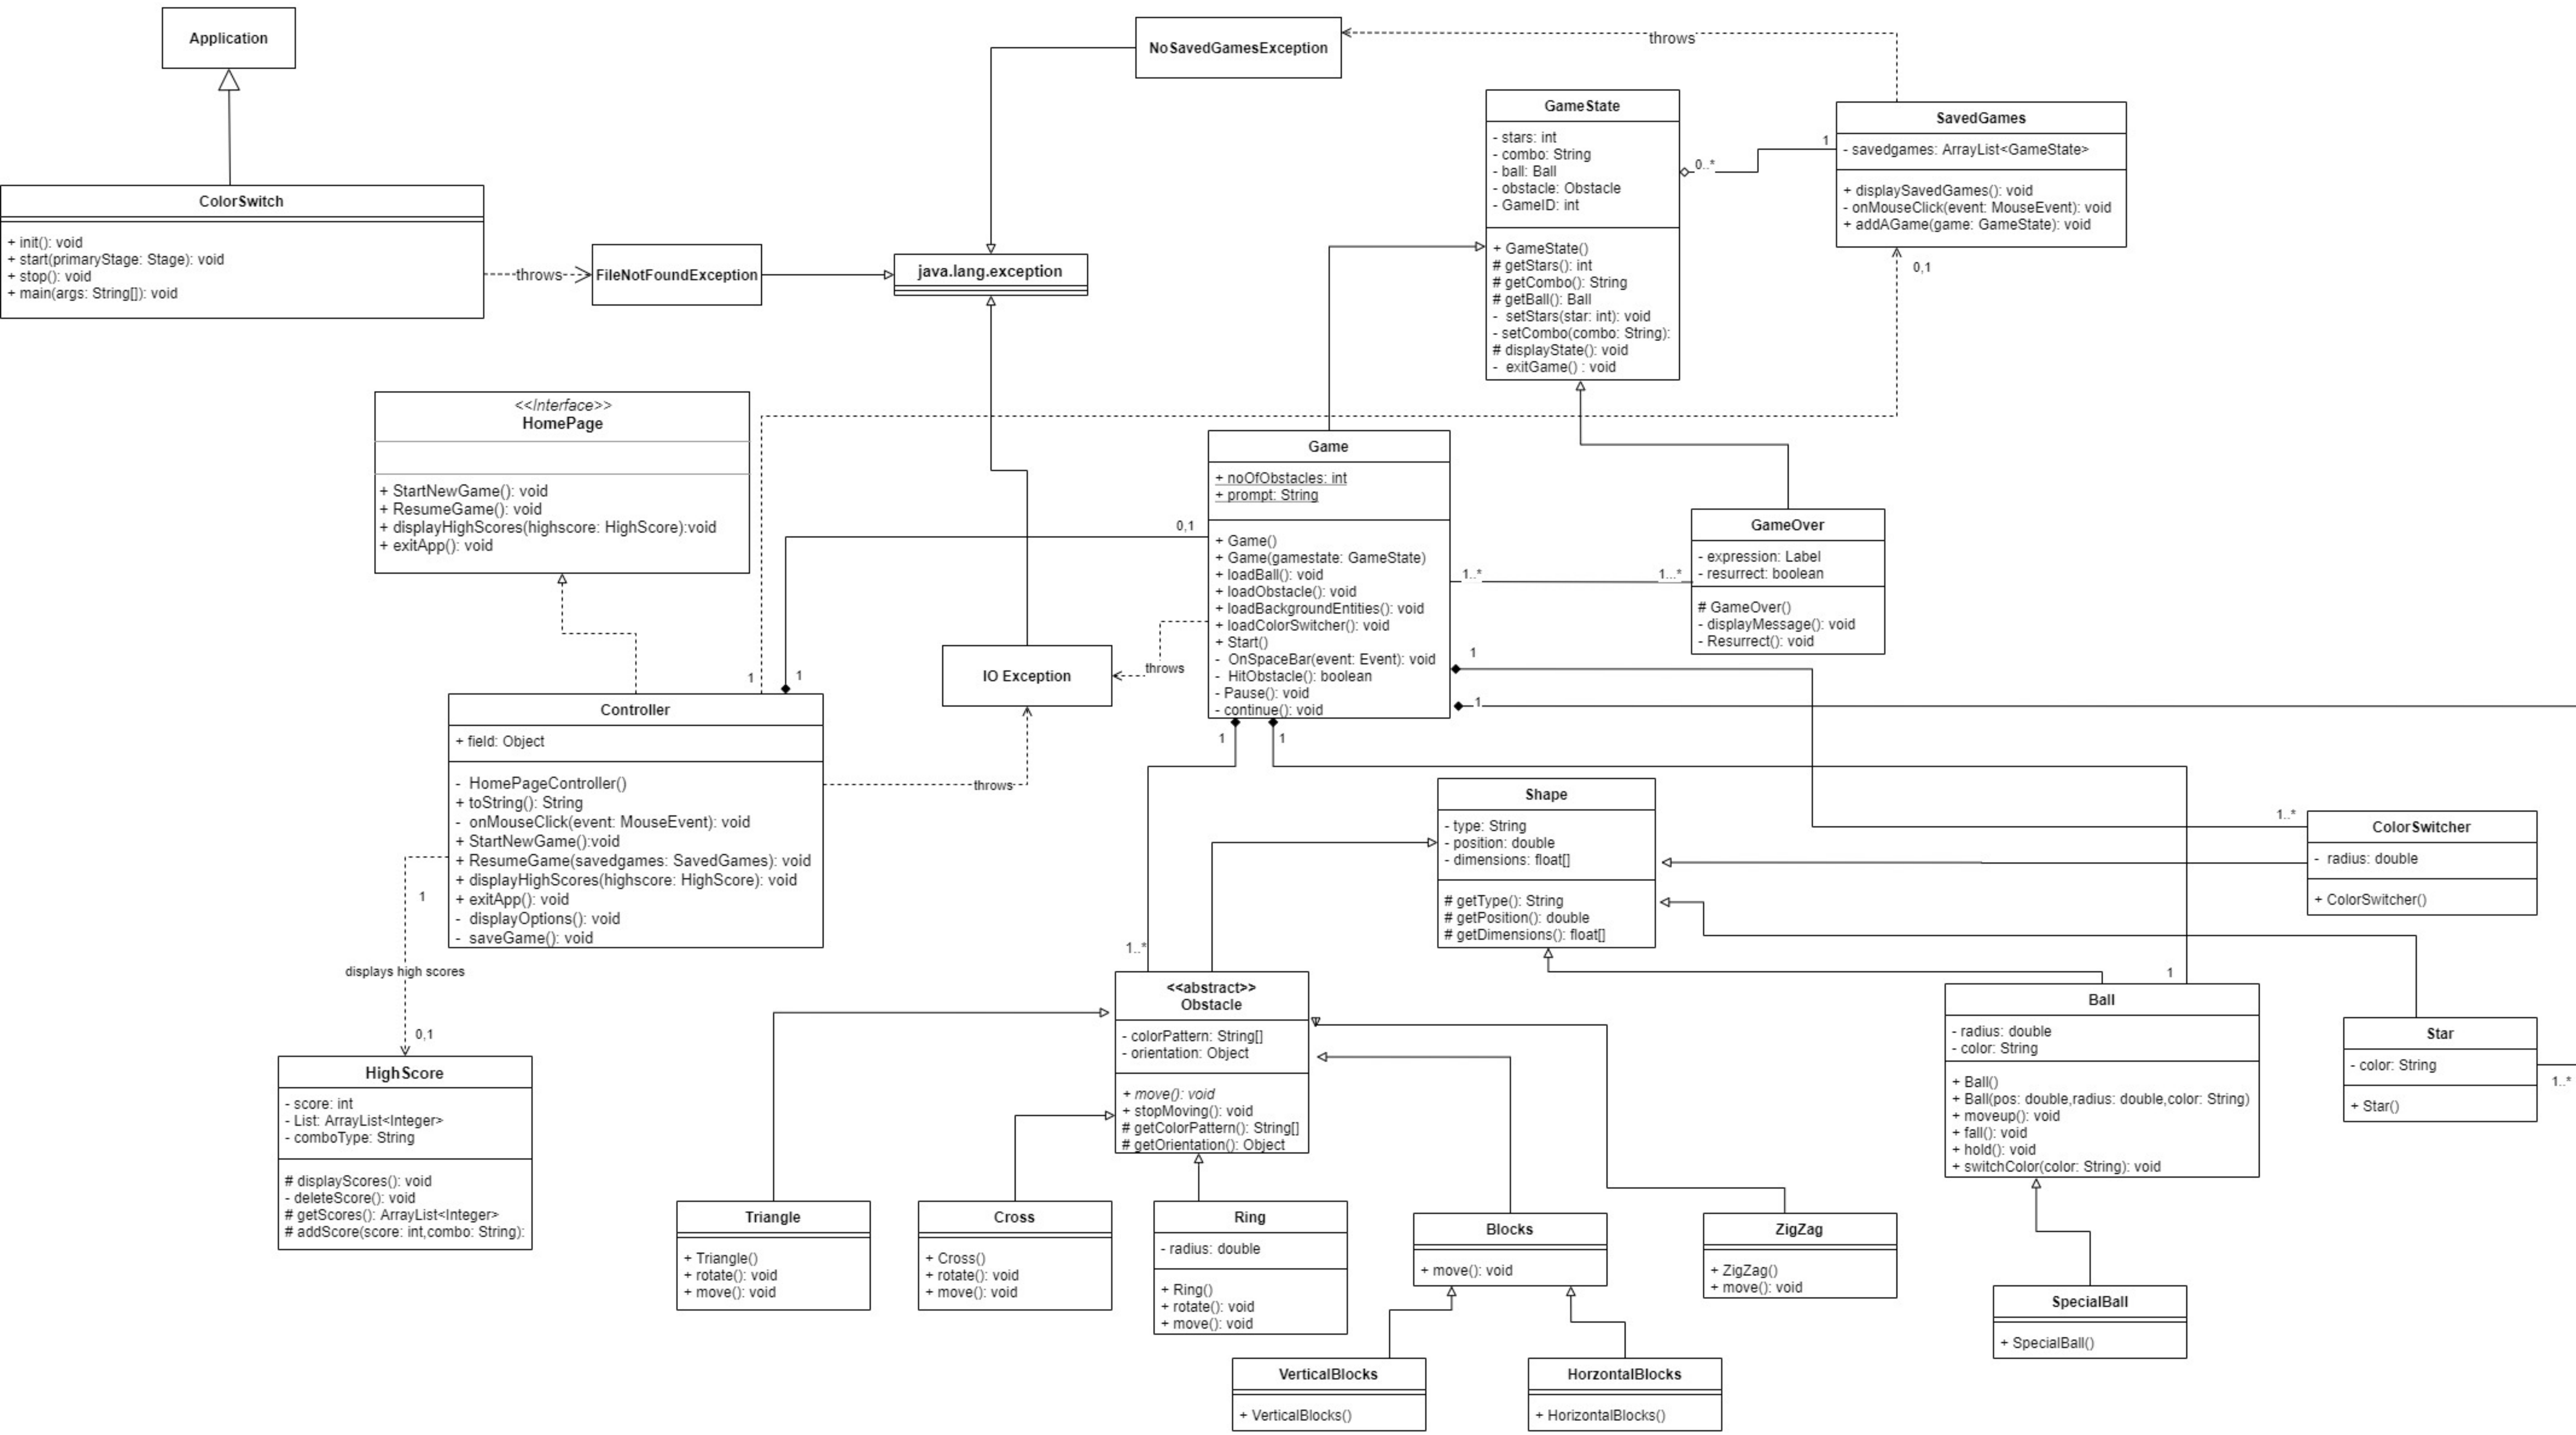 Application
NoSavedGamesException
throws
GameState
- stars: int
- combo: String
- ball: Ball
- obstacle: Obstacle
- GameID: int
+ GameState()
# getStars(): int
# getCombo(): String
# getBall(): Ball
- setStars(star: int): void
- setCombo(combo: String):
# displayState(): void
- exitGame() : void
0..*
1
SavedGames
- savedgames: ArrayList<GameState>
+ displaySavedGames(): void
- onMouseClick(event: MouseEvent): void
+ addAGame(game: GameState): void
0,1
ColorSwitch
+ init(): void
+ start(primaryStage: Stage): void
+ stop(): void
+ main(args: String[]): void
throws
FileNotFoundException
java.lang.exception
<<Interface>>
HomePage
+ StartNewGame(): void
+ ResumeGame(): void
+ displayHighScores(highscore: HighScore):void
+ exitApp(): void
Game
+ noOfObstacles: int
+ prompt: String
+ Game()
+ Game(gamestate: GameState)
+ loadBall(): void
+ loadObstacle(): void
+ loadBackgroundEntities(): void
+ loadColorSwitcher(): void
+ Start()
- OnSpaceBar(event: Event): void
- HitObstacle(): boolean
- Pause(): void
- continue(): void
0,1
1..*
1...*
GameOver
- expression: Label
- resurrect: boolean
# GameOver()
- displayMessage(): void
- Resurrect(): void
IO Exception
throws
1
1
1
1
1
1
Controller
+ field: Object
- HomePageController()
+ toString(): String
- onMouseClick(event: MouseEvent): void
+ StartNewGame():void
+ ResumeGame(savedgames: SavedGames): void
+ displayHighScores(highscore: HighScore): void
+ exitApp(): void
- displayOptions(): void
- saveGame(): void
throws
1
displays high scores
0,1
HighScore
- score: int
- List: ArrayList<Integer>
- comboType: String
# displayScores(): void
- deleteScore(): void
# getScores(): ArrayList<Integer>
# addScore(score: int,combo: String):
Shape
- type: String
- position: double
- dimensions: float[]
# getType(): String
# getPosition(): double
# getDimensions(): float[]
1..*
ColorSwitcher
- radius: double
+ ColorSwitcher()
1..*
<<abstract>>
Obstacle
- colorPattern: String[]
- orientation: Object
+ move(): void
+ stopMoving(): void
# getColorPattern(): String[]
# getOrientation(): Object
1
Ball
- radius: double
- color: String
+ Ball()
+ Ball(pos: double,radius: double,color: String)
+ moveup(): void
+ fall(): void
+ hold(): void
+ switchColor(color: String): void
Star
- color: String
+ Star()
1..*
Triangle
+ Triangle()
+ rotate(): void
+ move(): void
Cross
+ Cross()
+ rotate(): void
+ move(): void
Ring
- radius: double
+ Ring()
+ rotate(): void
+ move(): void
Blocks
+ move(): void
ZigZag
+ ZigZag()
+ move(): void
SpecialBall
+ SpecialBall()
VerticalBlocks
+ VerticalBlocks()
HorzontalBlocks
+ HorizontalBlocks()